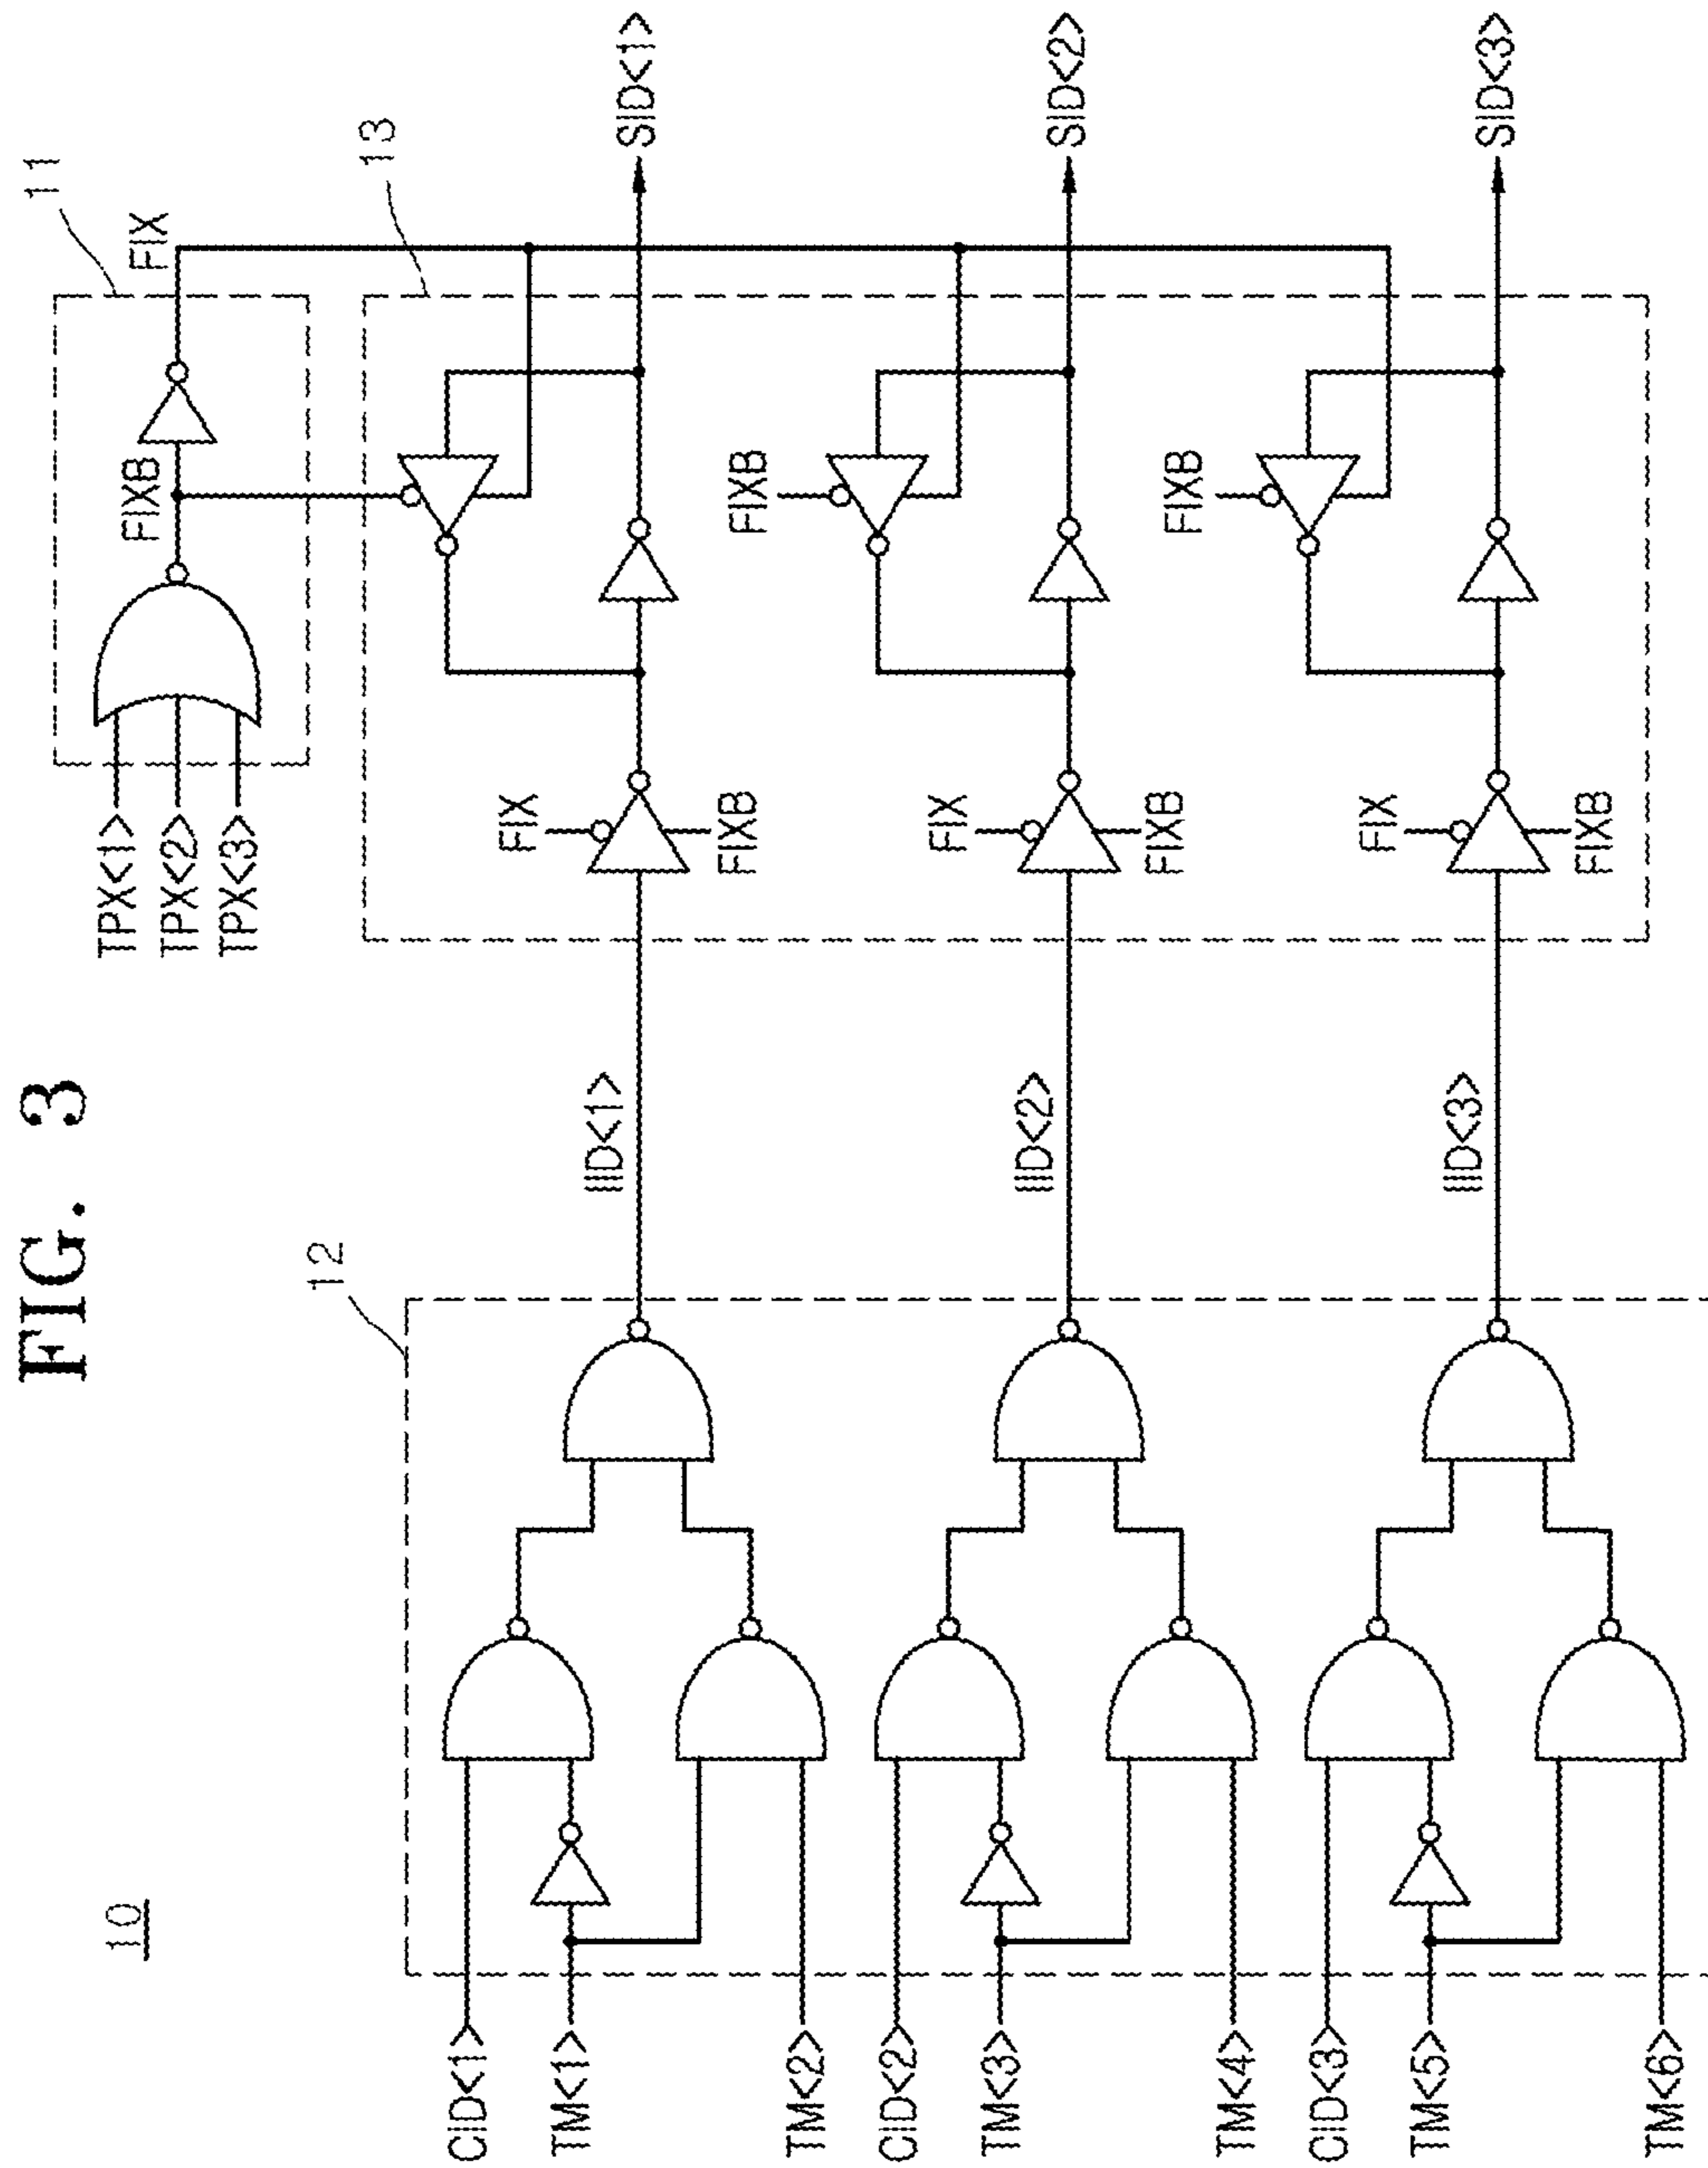 FIG. 3
10
11
TPX<1>
TPX<2>
TPX<3>
FIXB
FIX
12
13
CID<1>
TM<1>
TM<2>
IID<1>
FIX
FIXB
SID<1>
CID<2>
TM<3>
TM<4>
IID<2>
FIX
FIXB
FIXB
SID<2>
CID<3>
TM<5>
TM<6>
IID<3>
FIX
FIXB
FIXB
SID<3>